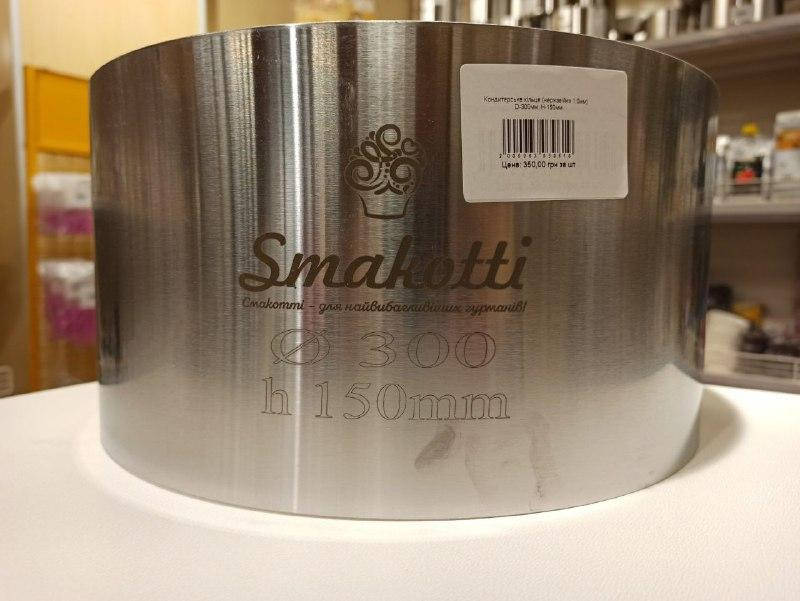 Кондитерське кільце (нержавійка 1,0мм)
D-300мм, H-150мм
Цена: 350,00 грн за шт
Smakotti
Смакотті - для найвибагливіших гурманів!
Ø 300
h 150mm